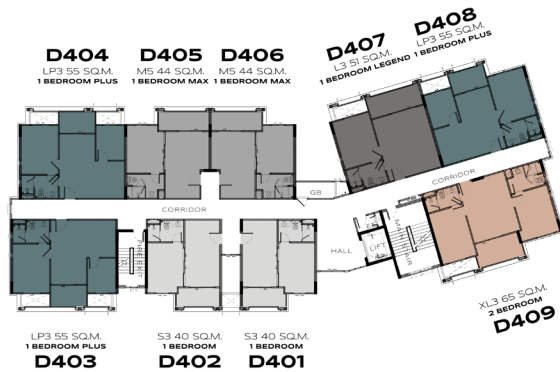 D404
LP3 55 SQ.M.
1 BEDROOM PLUS
D405
M5 44 SQ.M.
1 BEDROOM MAX
D406
M5 44 SQ.M.
1 BEDROOM MAX
D407
L3 51 SQ.M.
1 BEDROOM LEGEND
D408
LP3 55 SQ.M.
1 BEDROOM PLUS
CORRIDOR
GB
CORRIDOR
HALL
LIFT
FIRE EXIT
LP3 55 SQ.M.
1 BEDROOM PLUS
D403
S3 40 SQ.M.
1 BEDROOM
D402
S3 40 SQ.M.
1 BEDROOM
D401
XL3 65 SQ.M.
2 BEDROOM
D409